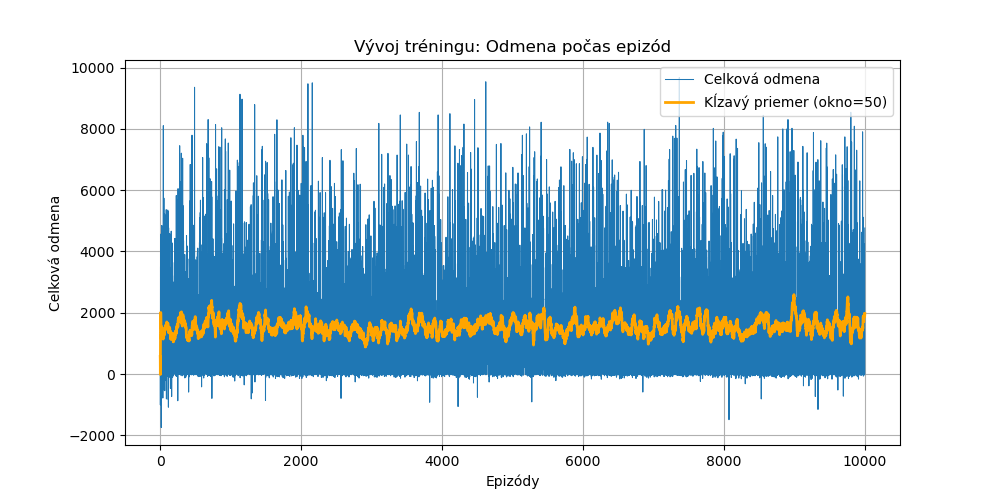 Vývoj tréningu: Odmena počas epizód
Celková odmena
Kĺzavý priemer (okno=50)
10000
8000
6000
4000
2000
0
−2000
Celková odmena
0
2000
4000
6000
8000
10000
Epizódy